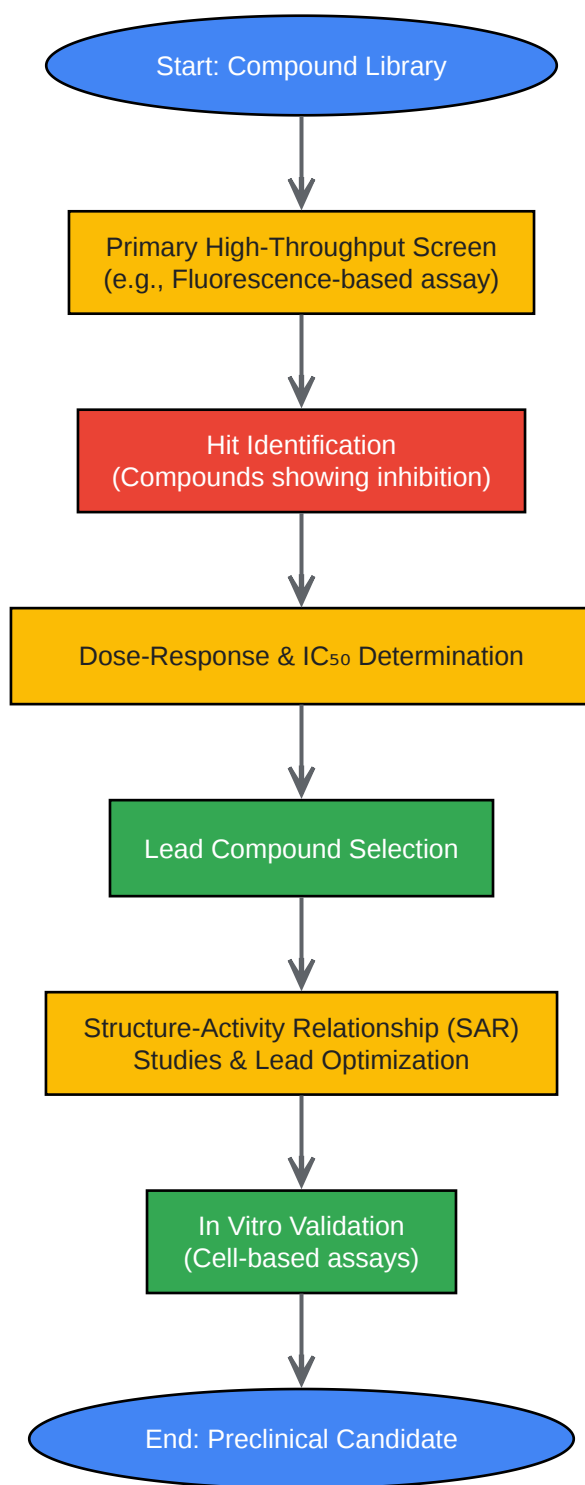 Start: Compound Library
Primary High-Throughput Screen
(e.g., Fluorescence-based assay)
Hit Identification
(Compounds showing inhibition)
Dose-Response & IC₅₀ Determination
Lead Compound Selection
Structure-Activity Relationship (SAR)
Studies & Lead Optimization
In Vitro Validation
(Cell-based assays)
End: Preclinical Candidate